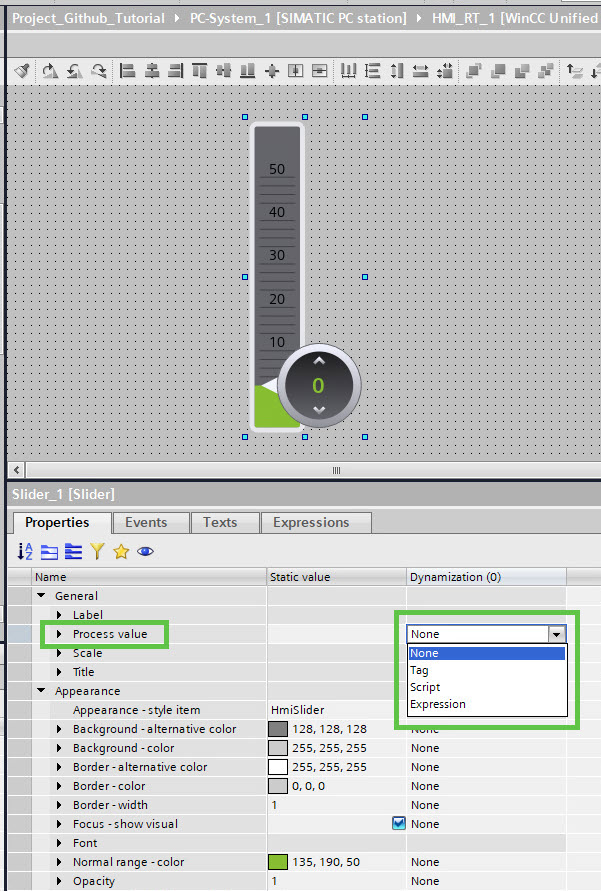 Project_Github_Tutorial ▸ PC-System_1 [SIMATIC PC station] ▸ HMI_RT_1 [WinCC Unified
50
40
30
20
10
0
Slider_1 [Slider]
Properties Events Texts Expressions
Name Static value Dynamization (0)
General
Label
Process value None
None
Scale
Tag
Title
Script
Appearance
Expression
Appearance - style item HmiSlider
Background - alternative color 128, 128, 128 None
Background - color 255, 255, 255 None
Border - alternative color 255, 255, 255 None
Border - color 0, 0, 0 None
Border - width 1 None
Focus - show visual None
Font
Normal range - color 135, 190, 50 None
Opacity 1 None